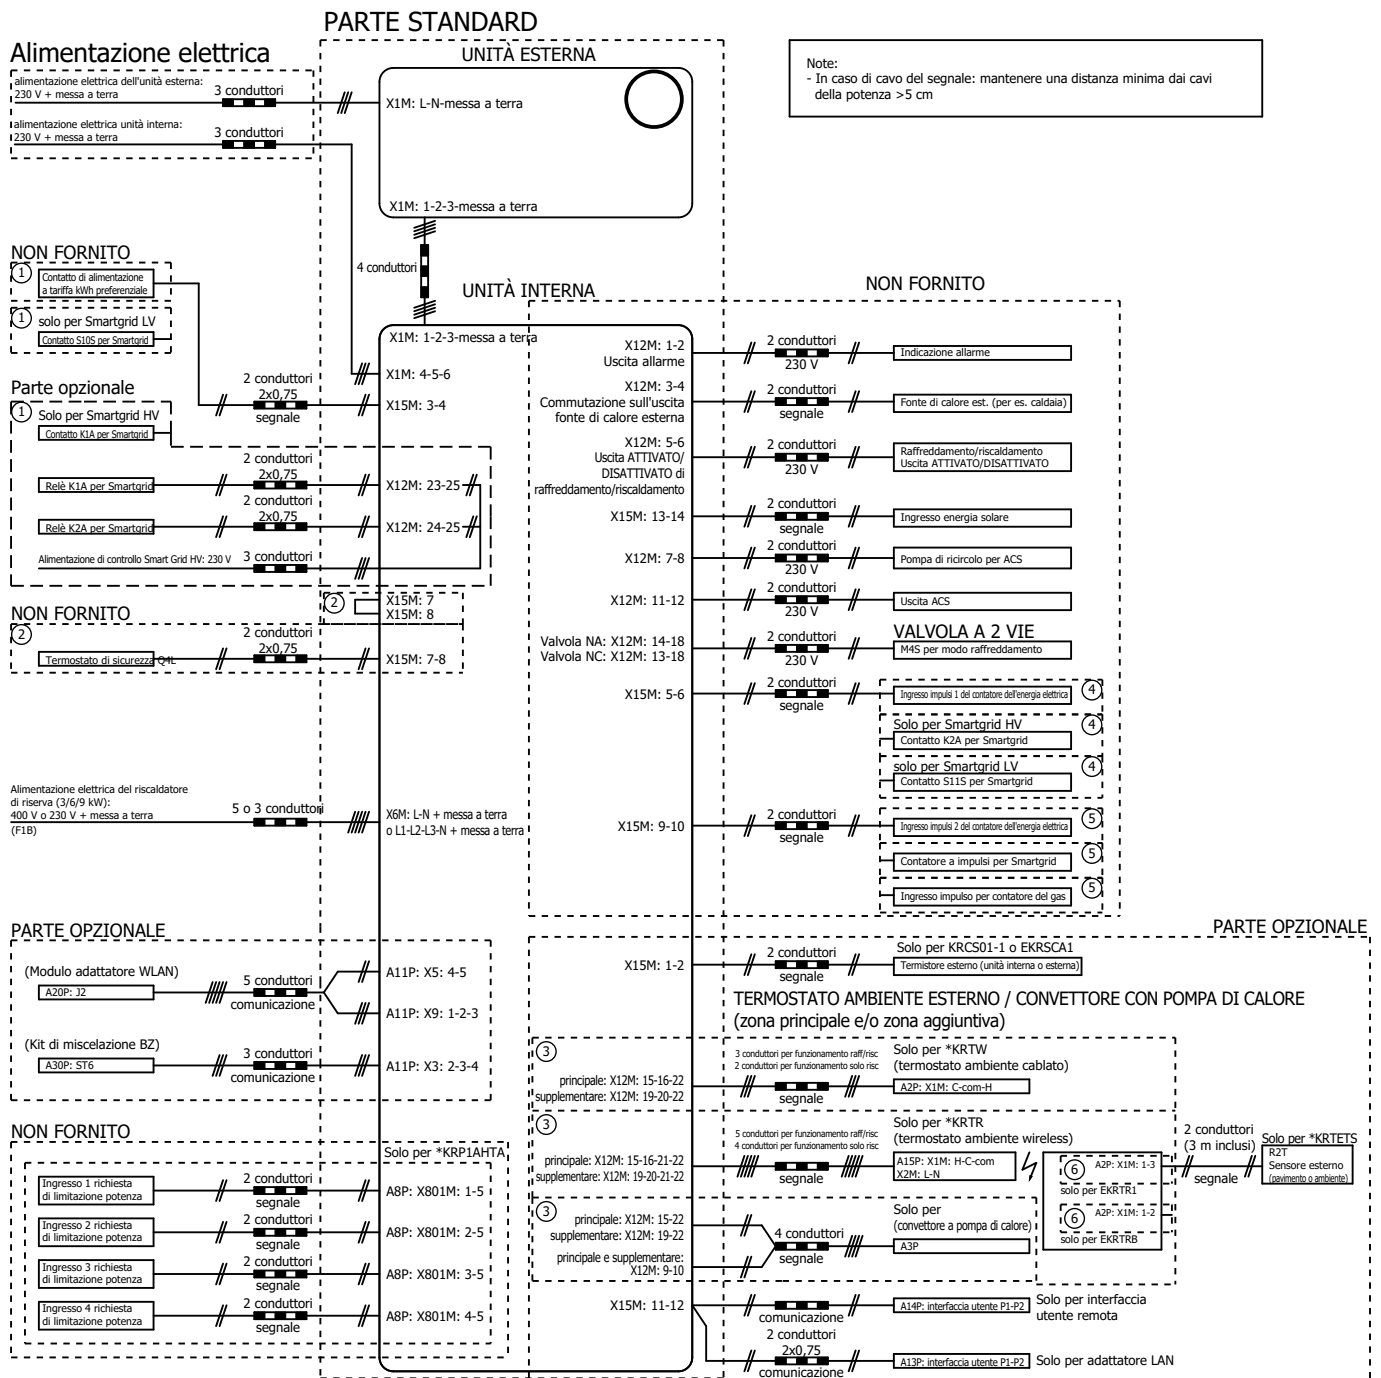 PARTE STANDARD
Alimentazione elettrica
alimentazione elettrica dell'unità esterna:
230 V + messa a terra
3 conduttori
alimentazione elettrica unità interna:
230 V + messa a terra
3 conduttori
UNITÀ ESTERNA
X1M: L-N-messa a terra
X1M: 1-2-3-messa a terra
Note:
- In caso di cavo del segnale: mantenere una distanza minima dai cavi
della potenza >5 cm
4 conduttori
UNITÀ INTERNA
X1M: 1-2-3-messa a terra
X1M: 4-5-6
NON FORNITO
1
Contatto di alimentazione
a tariffa kWh preferenziale
1
solo per Smartgrid LV
Contatto S10S per Smartgrid
2 conduttori
2x0,75
segnale
X15M: 3-4
Parte opzionale
1
Solo per Smartgrid HV
Contatto K1A per Smartgrid
Relè K1A per Smartgrid
2 conduttori
2x0,75
X12M: 23-25
Relè K2A per Smartgrid
2 conduttori
2x0,75
X12M: 24-25
Alimentazione di controllo Smart Grid HV: 230 V
3 conduttori
2
X15M: 7
X15M: 8
NON FORNITO
2
Termostato di sicurezza Q4L
2 conduttori
2x0,75
X15M: 7-8
Alimentazione elettrica del riscaldatore
di riserva (3/6/9 kW):
400 V o 230 V + messa a terra
(F1B)
5 o 3 conduttori
X6M: L-N + messa a terra
o L1-L2-L3-N + messa a terra
PARTE OPZIONALE
(Modulo adattatore WLAN)
A20P: J2
5 conduttori
comunicazione
A11P: X5: 4-5
A11P: X9: 1-2-3
(Kit di miscelazione BZ)
A30P: ST6
3 conduttori
comunicazione
A11P: X3: 2-3-4
NON FORNITO
Solo per *KRP1AHTA
Ingresso 1 richiesta
di limitazione potenza
2 conduttori
segnale
A8P: X801M: 1-5
Ingresso 2 richiesta
di limitazione potenza
2 conduttori
segnale
A8P: X801M: 2-5
Ingresso 3 richiesta
di limitazione potenza
2 conduttori
segnale
A8P: X801M: 3-5
Ingresso 4 richiesta
di limitazione potenza
2 conduttori
segnale
A8P: X801M: 4-5
NON FORNITO
X12M: 1-2
Uscita allarme
2 conduttori
230 V
Indicazione allarme
X12M: 3-4
Commutazione sull'uscita
fonte di calore esterna
2 conduttori
segnale
Fonte di calore est. (per es. caldaia)
X12M: 5-6
Uscita ATTIVATO/
DISATTIVATO di
raffreddamento/riscaldamento
2 conduttori
230 V
Raffreddamento/riscaldamento
Uscita ATTIVATO/DISATTIVATO
X15M: 13-14
2 conduttori
segnale
Ingresso energia solare
X12M: 7-8
2 conduttori
230 V
Pompa di ricircolo per ACS
X12M: 11-12
2 conduttori
230 V
Uscita ACS
Valvola NA: X12M: 14-18
Valvola NC: X12M: 13-18
2 conduttori
230 V
VALVOLA A 2 VIE
M4S per modo raffreddamento
X15M: 5-6
2 conduttori
segnale
Ingresso impulsi 1 del contatore dell'energia elettrica
4
Solo per Smartgrid HV
4
Contatto K2A per Smartgrid
solo per Smartgrid LV
4
Contatto S11S per Smartgrid
X15M: 9-10
2 conduttori
segnale
Ingresso impulsi 2 del contatore dell'energia elettrica
5
Contatore a impulsi per Smartgrid
5
Ingresso impulso per contatore del gas
5
PARTE OPZIONALE
X15M: 1-2
2 conduttori
segnale
Solo per KRCS01-1 o EKRSCA1
Termistore esterno (unità interna o esterna)
TERMOSTATO AMBIENTE ESTERNO / CONVETTORE CON POMPA DI CALORE
(zona principale e/o zona aggiuntiva)
3
principale: X12M: 15-16-22
supplementare: X12M: 19-20-22
3 conduttori per funzionamento raff/risc
2 conduttori per funzionamento solo risc
segnale
Solo per *KRTW
(termostato ambiente cablato)
A2P: X1M: C-com-H
3
principale: X12M: 15-16-21-22
supplementare: X12M: 19-20-21-22
5 conduttori per funzionamento raff/risc
4 conduttori per funzionamento solo risc
segnale
Solo per *KRTR
(termostato ambiente wireless)
A15P: X1M: H-C-com
X2M: L-N
6
A2P: X1M: 1-3
solo per EKRTR1
6
A2P: X1M: 1-2
solo per EKRTRB
2 conduttori
(3 m inclusi)
segnale
Solo per *KRTETS
R2T
Sensore esterno
(pavimento o ambiente)
3
principale: X12M: 15-22
supplementare: X12M: 19-22
principale e supplementare:
X12M: 9-10
4 conduttori
segnale
Solo per
(convettore a pompa di calore)
A3P
X15M: 11-12
comunicazione
A14P: interfaccia utente P1-P2
Solo per interfaccia
utente remota
2 conduttori
2x0,75
comunicazione
A13P: interfaccia utente P1-P2
Solo per adattatore LAN